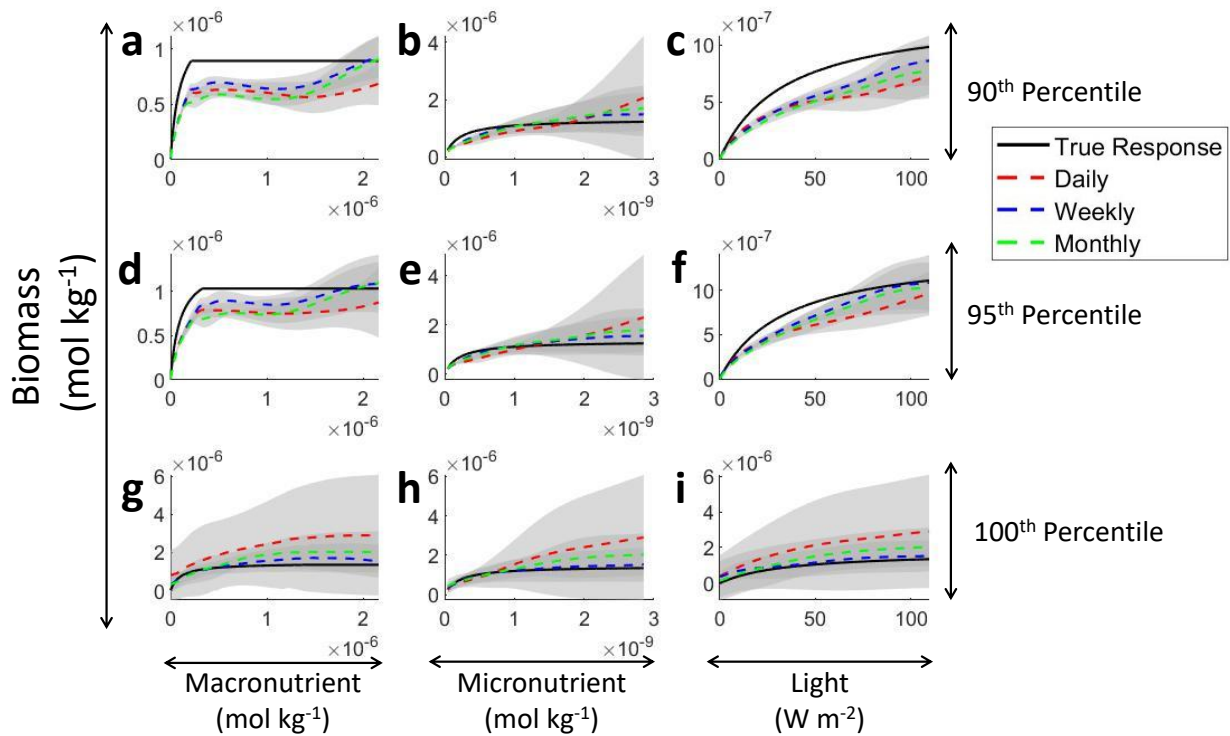 ×10⁻⁶
×10⁻⁶
×10⁻⁷
a
b
c
1
0.5
0
6
4
2
0
10
5
0
0 1 2
0 1 2 3
0 50 100
×10⁻⁶
×10⁻⁹
90th Percentile
True Response
Daily
Weekly
Monthly
×10⁻⁶
×10⁻⁶
×10⁻⁷
d
e
f
1
0.5
0
6
4
2
0
10
5
0
0 1 2
0 1 2 3
0 50 100
×10⁻⁶
×10⁻⁹
95th Percentile
×10⁻⁶
×10⁻⁶
×10⁻⁶
g
h
i
6
4
2
0
6
4
2
0
6
4
2
0
0 1 2
0 1 2 3
0 50 100
×10⁻⁶
×10⁻⁹
100th Percentile
Biomass
(mol kg⁻¹)
Macronutrient
(mol kg⁻¹)
Micronutrient
(mol kg⁻¹)
Light
(W m⁻²)